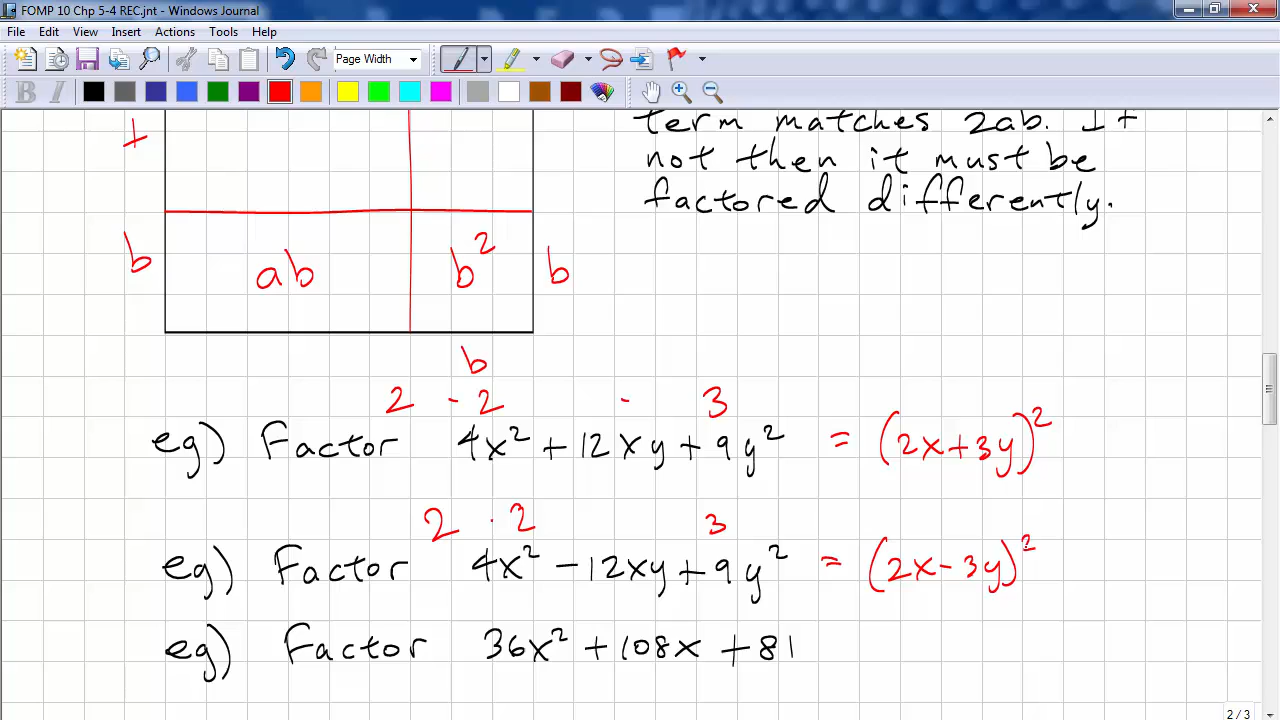 FOMP 10 Chp 5-4 REC.jnt - Windows Journal
File Edit View Insert Actions Tools Help
Page Width
B I
term matches 2ab. If
not then it must be
factored differently.
b ab b² b
b
2 · 2 · 3
eg) Factor 4x² + 12xy + 9y² = (2x+3y)²
2 · 2 3
eg) Factor 4x² - 12xy + 9y² = (2x-3y)²
eg) Factor 36x² + 108x + 81
2 / 3